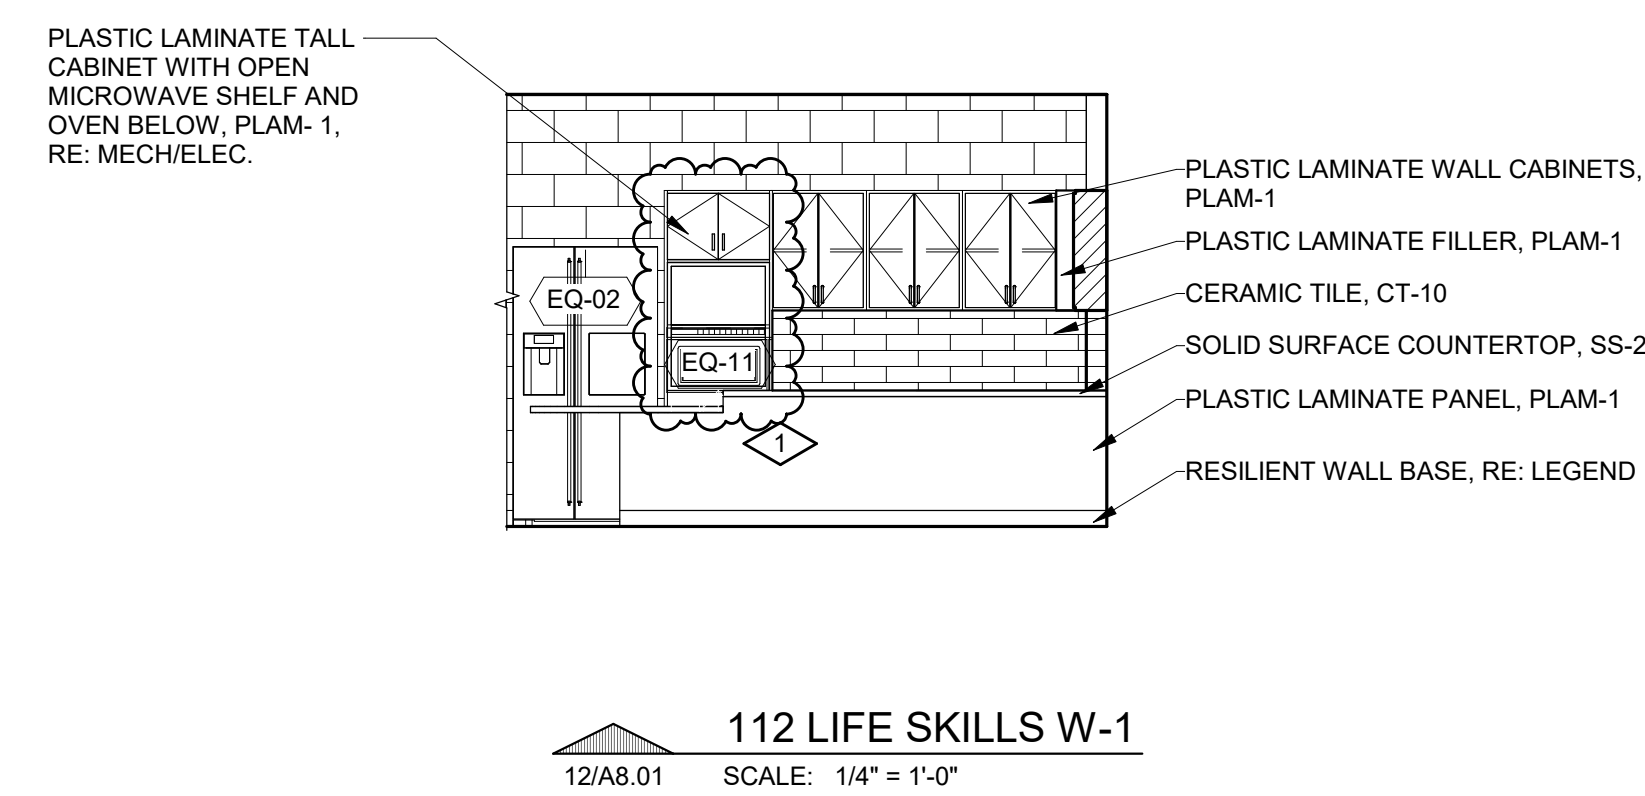 PLASTIC LAMINATE TALL
CABINET WITH OPEN
MICROWAVE SHELF AND
OVEN BELOW, PLAM- 1,
RE: MECH/ELEC.
PLASTIC LAMINATE WALL CABINETS,
PLAM-1
PLASTIC LAMINATE FILLER, PLAM-1
EQ-02
CERAMIC TILE, CT-10
SOLID SURFACE COUNTERTOP, SS-2
EQ-11
PLASTIC LAMINATE PANEL, PLAM-1
1
RESILIENT WALL BASE, RE: LEGEND
112 LIFE SKILLS W-1
12/A8.01 SCALE: 1/4" = 1'-0"